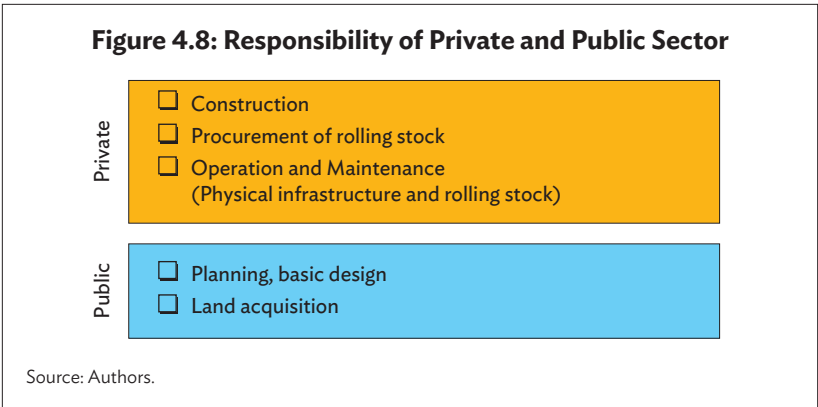 Figure 4.8: Responsibility of Private and Public Sector
Private
❑ Construction
❑ Procurement of rolling stock
❑ Operation and Maintenance
(Physical infrastructure and rolling stock)
Public
❑ Planning, basic design
❑ Land acquisition
Source: Authors.